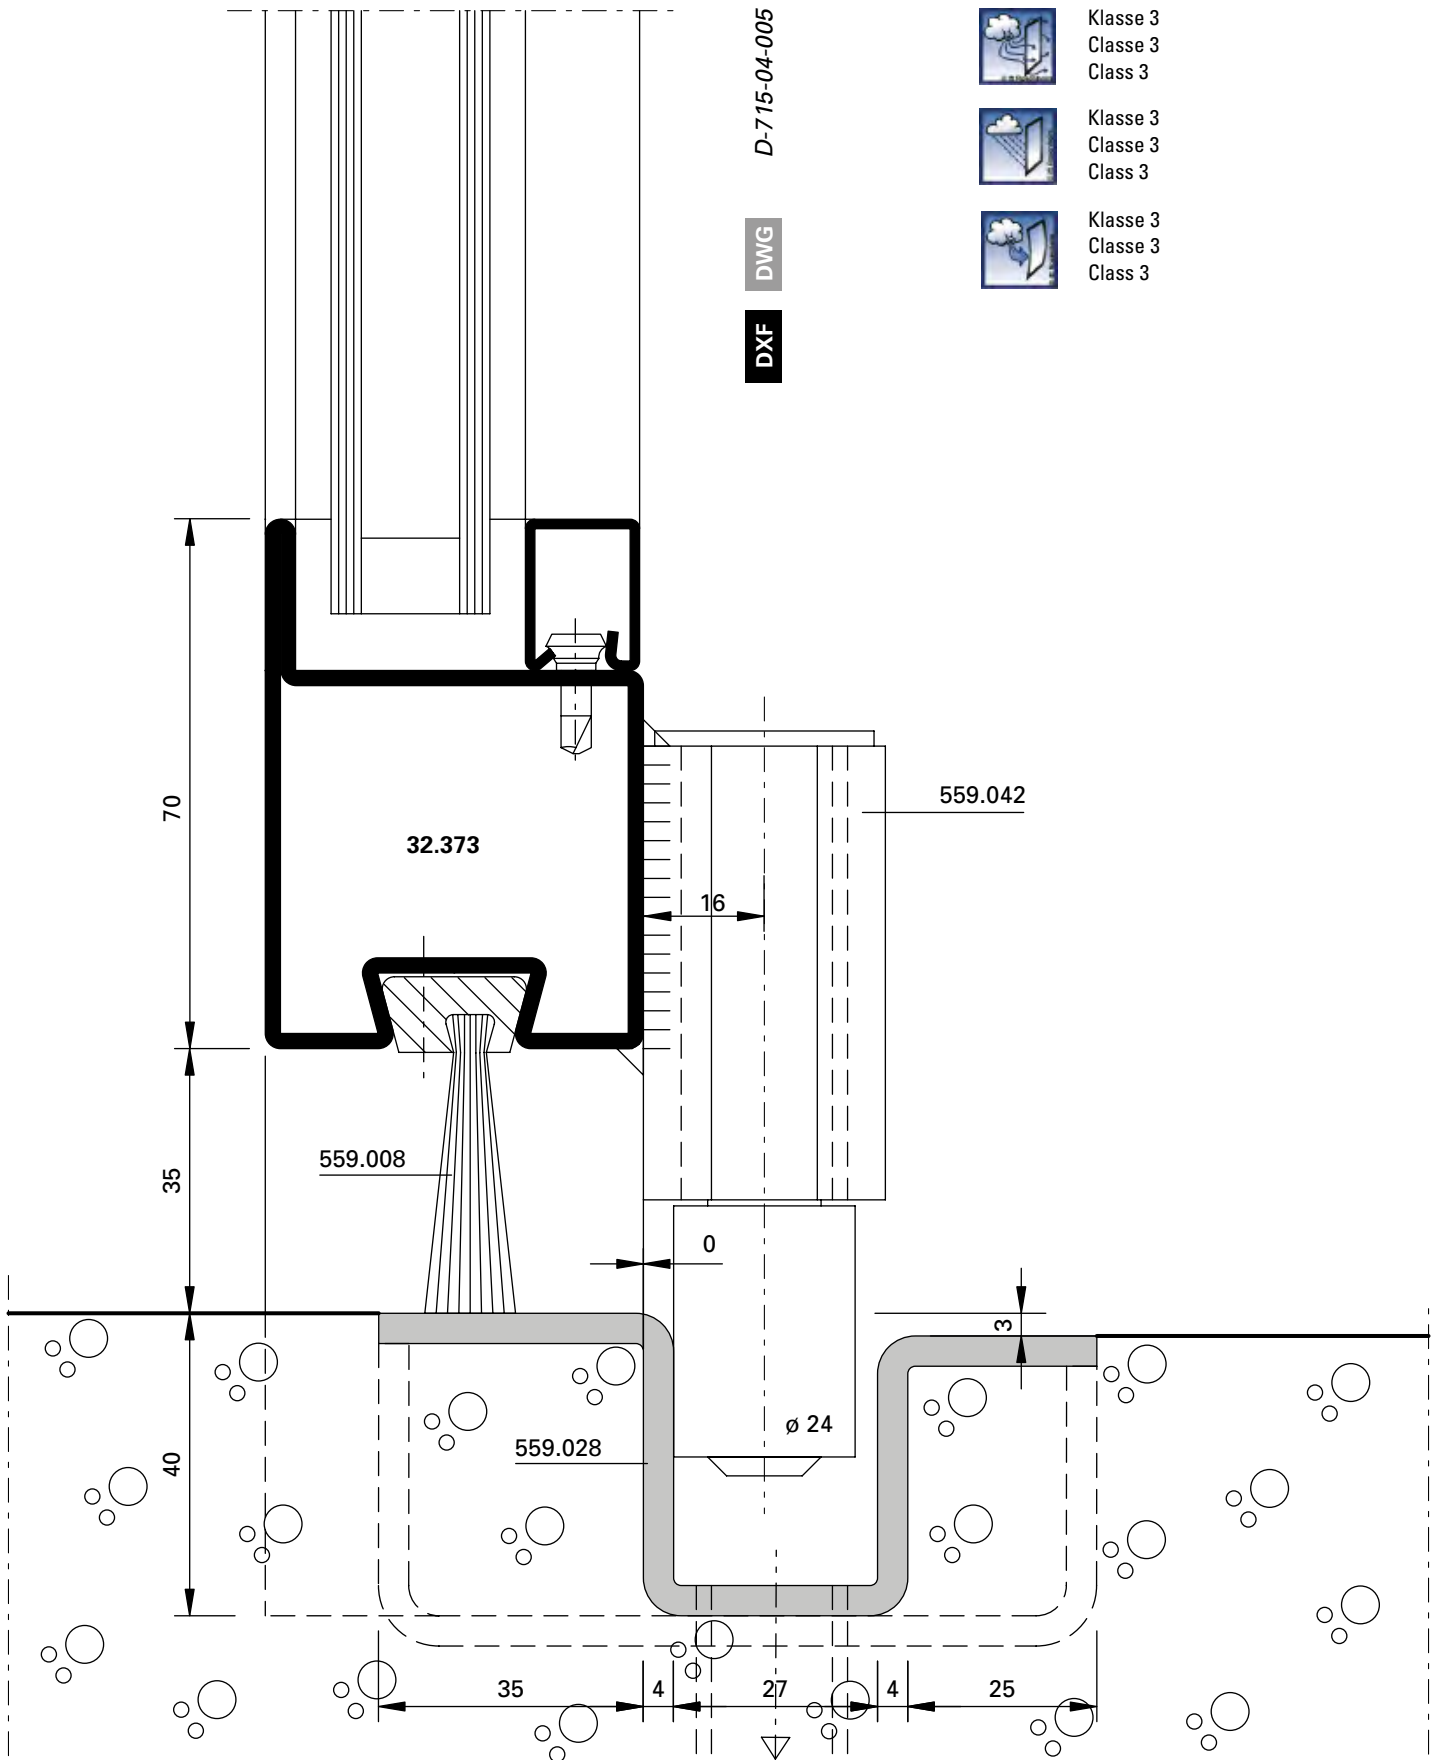 D-715-04-005
DWG
DXF
Klasse 3
Classe 3
Class 3
Klasse 3
Classe 3
Class 3
Klasse 3
Classe 3
Class 3
70
32.373
559.042
16
35
559.008
0
3
40
559.028
ø 24
35
4
27
4
25